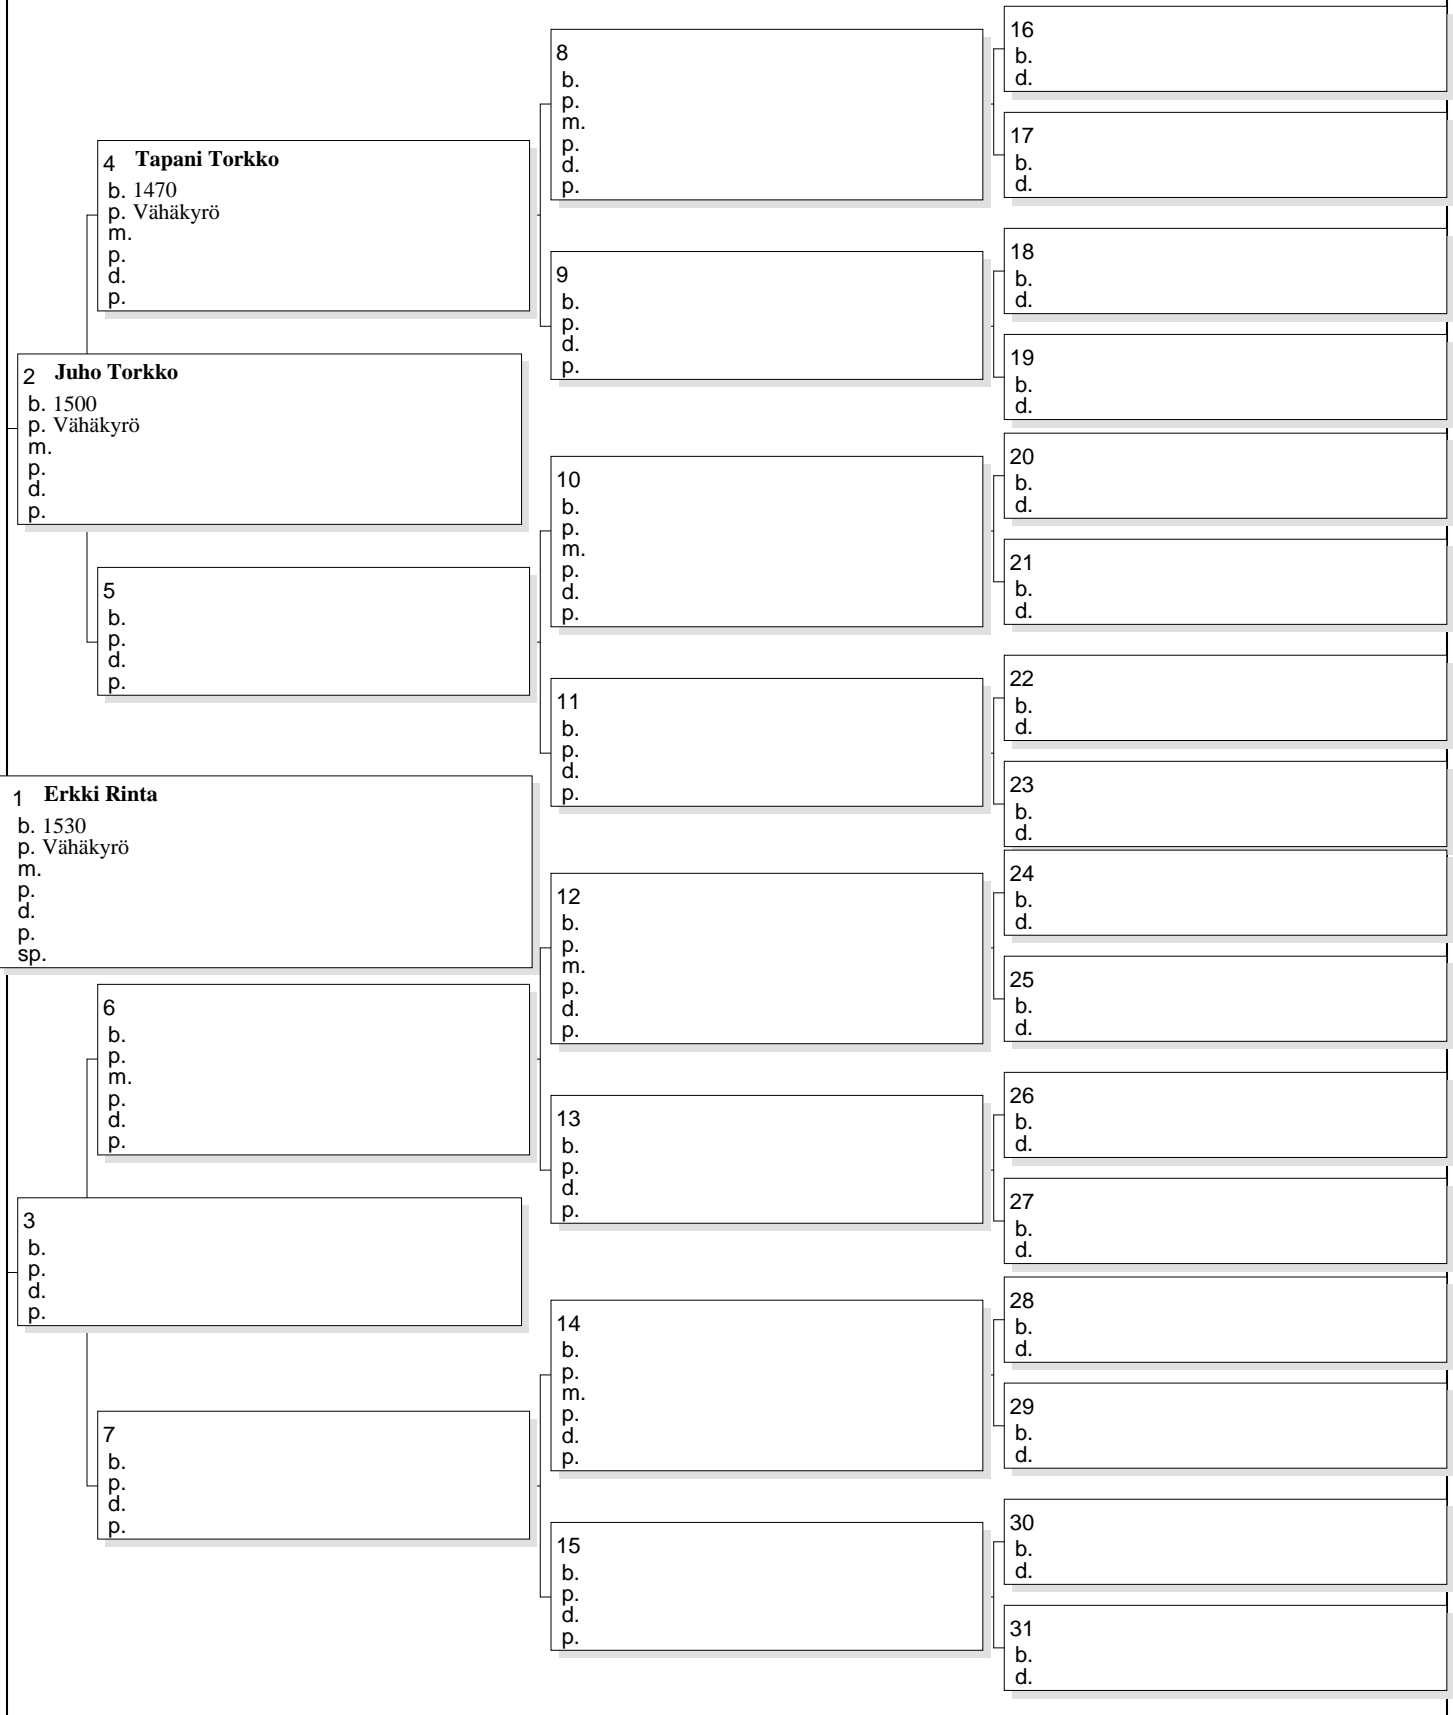 16
b.
d.
8
b.
p.
m.
p.
d.
p.
17
b.
d.
4 Tapani Torkko
b. 1470
p. Vähäkyrö
m.
p.
d.
p.
18
b.
d.
9
b.
p.
d.
p.
19
b.
d.
2 Juho Torkko
b. 1500
p. Vähäkyrö
m.
p.
d.
p.
20
b.
d.
10
b.
p.
m.
p.
d.
p.
21
b.
d.
5
b.
p.
d.
p.
22
b.
d.
11
b.
p.
d.
p.
23
b.
d.
1 Erkki Rinta
b. 1530
p. Vähäkyrö
m.
p.
d.
p.
sp.
24
b.
d.
12
b.
p.
m.
p.
d.
p.
25
b.
d.
6
b.
p.
m.
p.
d.
p.
26
b.
d.
13
b.
p.
d.
p.
27
b.
d.
3
b.
p.
d.
p.
28
b.
d.
14
b.
p.
m.
p.
d.
p.
29
b.
d.
7
b.
p.
d.
p.
30
b.
d.
15
b.
p.
d.
p.
31
b.
d.